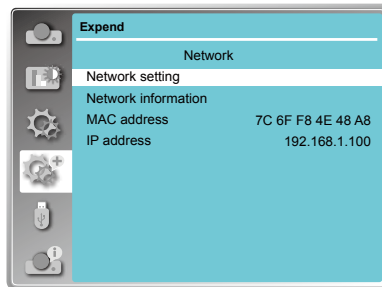 Expend
Network
Network setting
Network information
MAC address 7C 6F F8 4E 48 A8
IP address 192.168.1.100